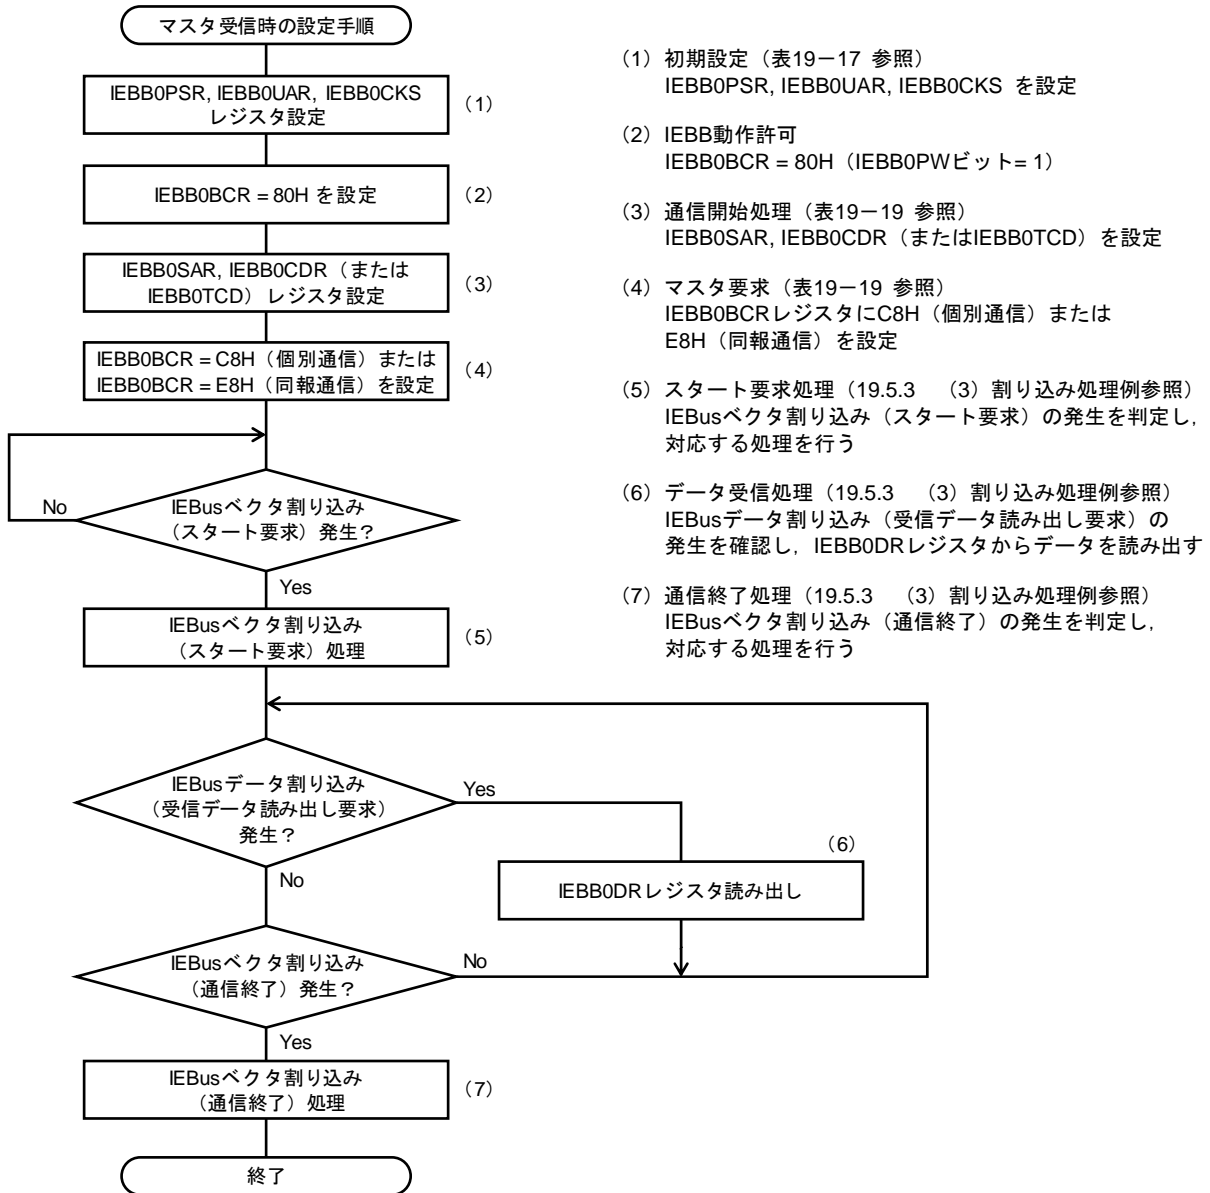 マスタ受信時の設定手順
IEBB0PSR, IEBB0UAR, IEBB0CKS
レジスタ設定
(1)
IEBB0BCR = 80H を設定
(2)
IEBB0SAR, IEBB0CDR（または
IEBB0TCD）レジスタ設定
(3)
IEBB0BCR = C8H（個別通信）または
IEBB0BCR = E8H（同報通信）を設定
(4)
No
IEBusベクタ割り込み
（スタート要求）発生？
Yes
IEBusベクタ割り込み
（スタート要求）処理
(5)
IEBusデータ割り込み
（受信データ読み出し要求）
発生？
Yes
(6)
IEBB0DRレジスタ読み出し
No
IEBusベクタ割り込み
（通信終了）発生？
No
Yes
IEBusベクタ割り込み
（通信終了）処理
(7)
終了
(1) 初期設定（表19－17 参照）
IEBB0PSR, IEBB0UAR, IEBB0CKS を設定
(2) IEBB動作許可
IEBB0BCR = 80H（IEBB0PWビット= 1）
(3) 通信開始処理（表19－19 参照）
IEBB0SAR, IEBB0CDR（またはIEBB0TCD）を設定
(4) マスタ要求（表19－19 参照）
IEBB0BCRレジスタにC8H（個別通信）または
E8H（同報通信）を設定
(5) スタート要求処理（19.5.3 （3）割り込み処理例参照）
IEBusベクタ割り込み（スタート要求）の発生を判定し，
対応する処理を行う
(6) データ受信処理（19.5.3 （3）割り込み処理例参照）
IEBusデータ割り込み（受信データ読み出し要求）の
発生を確認し，IEBB0DRレジスタからデータを読み出す
(7) 通信終了処理（19.5.3 （3）割り込み処理例参照）
IEBusベクタ割り込み（通信終了）の発生を判定し，
対応する処理を行う